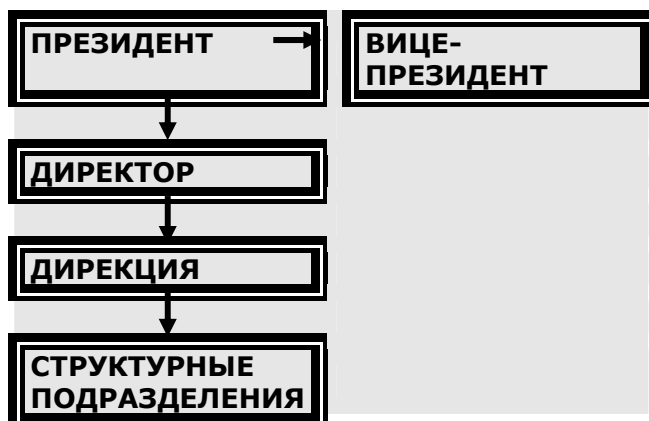 ПРЕЗИДЕНТ
ВИЦЕ-
ПРЕЗИДЕНТ
ДИРЕКТОР
ДИРЕКЦИЯ
СТРУКТУРНЫЕ
ПОДРАЗДЕЛЕНИЯ